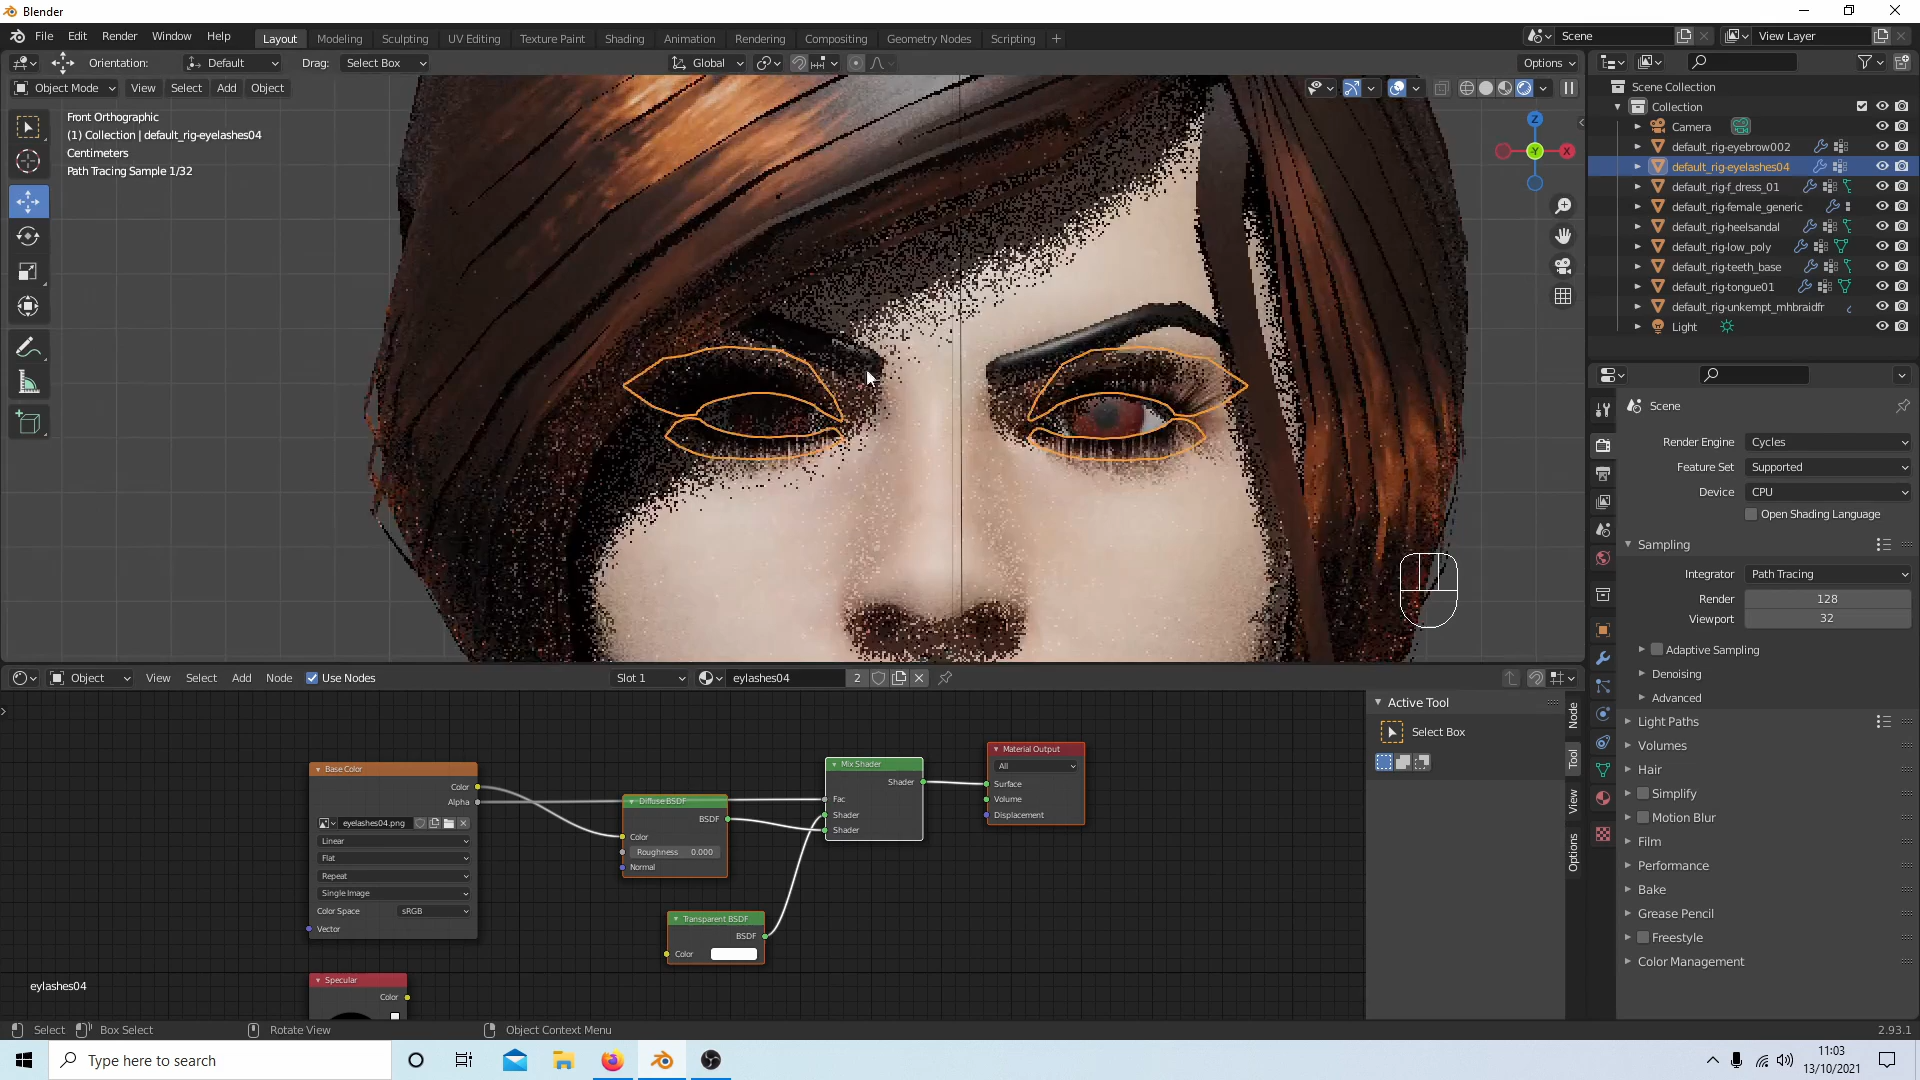 Blender
File Edit Render Window Help
Layout Modeling Sculpting UV Editing Texture Paint Shading Animation Rendering Compositing Geometry Nodes Scripting +
Scene
View Layer
Orientation: Default Drag: Select Box
Global
Options
Object Mode View Select Add Object
Front Orthographic
(1) Collection | default_rig-eyelashes04
Centimeters
Path Tracing Sample 1/32
Z
Y
X
Scene Collection
Collection
Camera
default_rig-eyebrow002
default_rig-eyelashes04
default_rig-f_dress_01
default_rig-female_generic
default_rig-heelsandal
default_rig-low_poly
default_rig-teeth_base
default_rig-tongue01
default_rig-unkempt_mhbraidfr
Light
Scene
Render Engine Cycles
Feature Set Supported
Device CPU
Open Shading Language
Sampling
Integrator Path Tracing
Render 128
Viewport 32
Adaptive Sampling
Denoising
Advanced
Light Paths
Volumes
Hair
Simplify
Motion Blur
Film
Performance
Bake
Grease Pencil
Freestyle
Color Management
Object View Select Add Node Use Nodes Slot 1 eylashes04 2
Base Color
Color
Alpha
eyelashes04.png
Linear
Flat
Repeat
Single Image
Color Space sRGB
Vector
Specular
Color
Diffuse BSDF
BSDF
Color
Roughness 0.000
Normal
Transparent BSDF
BSDF
Color
Mix Shader
Shader
Fac
Shader
Shader
Material Output
All
Surface
Volume
Displacement
Active Tool
Select Box
Node
Tool
View
Options
eylashes04
Select Box Select Rotate View Object Context Menu
2.93.1
Type here to search
11:03
13/10/2021